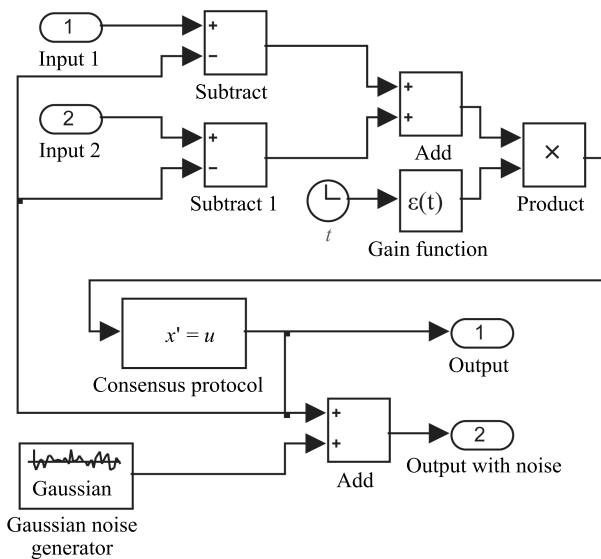 1
+
Input 1
−
Subtract
2
+
+
+
Input 2
−
Add
×
Subtract 1
ε(t)
Product
t
Gain function
x' = u
1
Consensus protocol
Output
+
+
2
Gaussian
Add
Output with noise
Gaussian noise
generator